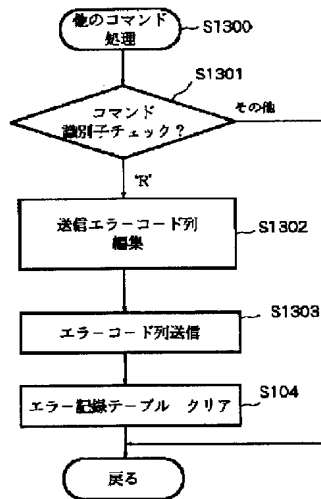 他のコマンド
処理
S1300
S1301
コマンド
識別子チェック？
その他
'R'
送信エラーコード列
編集
S1302
S1303
エラーコード列送信
S104
エラー記録テーブル クリア
戻る